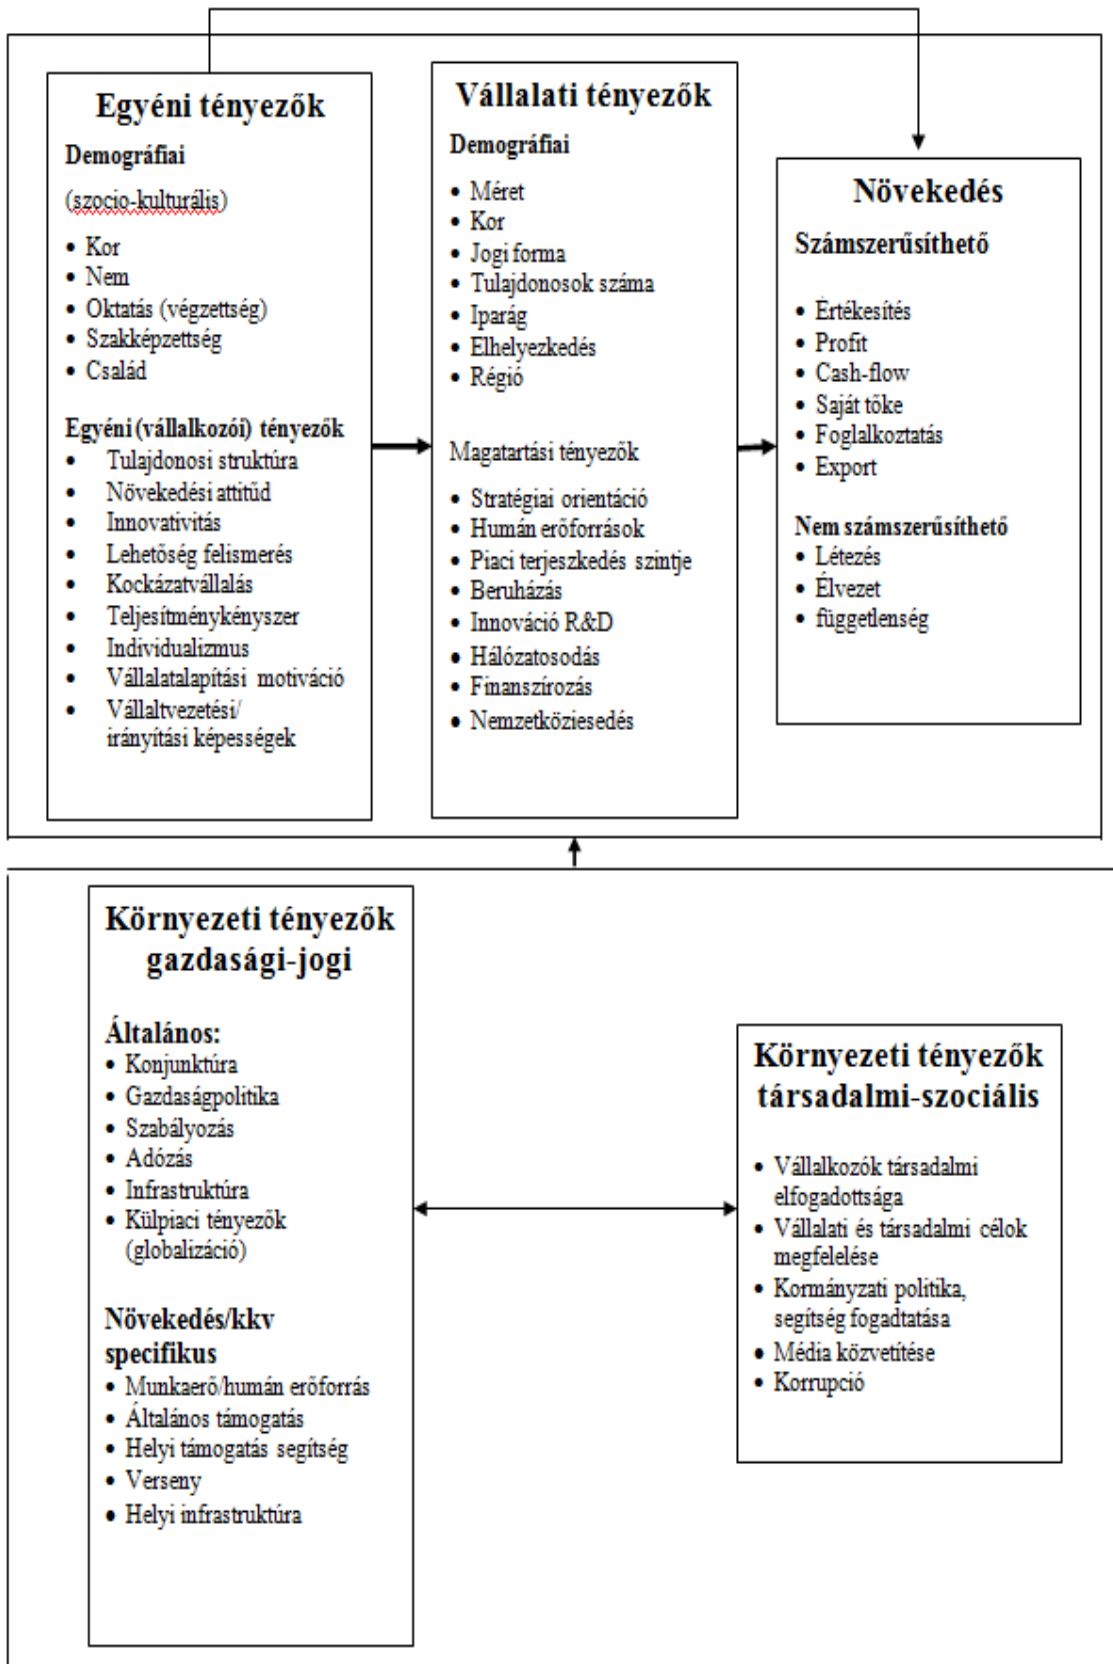 Egyéni tényezők
Demográfiai
(szocio-kulturális)
• Kor
• Nem
• Oktatás (végzettség)
• Szakképzettség
• Család
Egyéni (vállalkozói) tényezők
• Tulajdonosi struktúra
• Növekedési attitűd
• Innovativitás
• Lehetőség felismerés
• Kockázatvállalás
• Teljesítménykényszer
• Individualizmus
• Vállalatalapítási motiváció
• Vállaltvezetési/
irányítási képességek
Vállalati tényezők
Demográfiai
• Méret
• Kor
• Jogi forma
• Tulajdonosok száma
• Iparág
• Elhelyezkedés
• Régió
Magatartási tényezők
• Stratégiai orientáció
• Humán erőforrások
• Piaci terjeszkedés szintje
• Beruházás
• Innováció R&D
• Hálózatosodás
• Finanszírozás
• Nemzetköziesedés
Növekedés
Számszerűsíthető
• Értékesítés
• Profit
• Cash-flow
• Saját tőke
• Foglalkoztatás
• Export
Nem számszerűsíthető
• Létezés
• Élvezet
• függetlenség
Környezeti tényezők
gazdasági-jogi
Általános:
• Konjunktúra
• Gazdaságpolitika
• Szabályozás
• Adózás
• Infrastruktúra
• Külpiaci tényezők
(globalizáció)
Növekedés/kkv
specifikus
• Munkaerő/humán erőforrás
• Általános támogatás
• Helyi támogatás segítség
• Verseny
• Helyi infrastruktúra
Környezeti tényezők
társadalmi-szociális
• Vállalkozók társadalmi
elfogadottsága
• Vállalati és társadalmi célok
megfelelése
• Kormányzati politika,
segítség fogadtatása
• Média közvetítése
• Korrupció